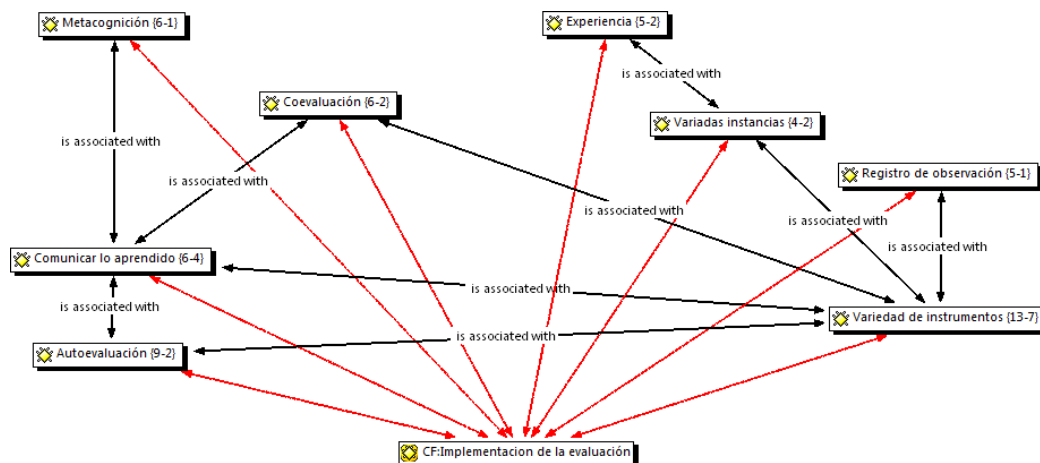 Metacognición {6-1}
Experiencia {5-2}
is associated with
Coevaluación {6-2}
Variadas instancias {4-2}
is associated with
Registro de observación {5-1}
is associated with
is associated with
is associated with
is associated with
Comunicar lo aprendido {6-4}
is associated with
is associated with
Variedad de instrumentos {13-7}
is associated with
Autoevaluación {9-2}
CF:Implementacion de la evaluación